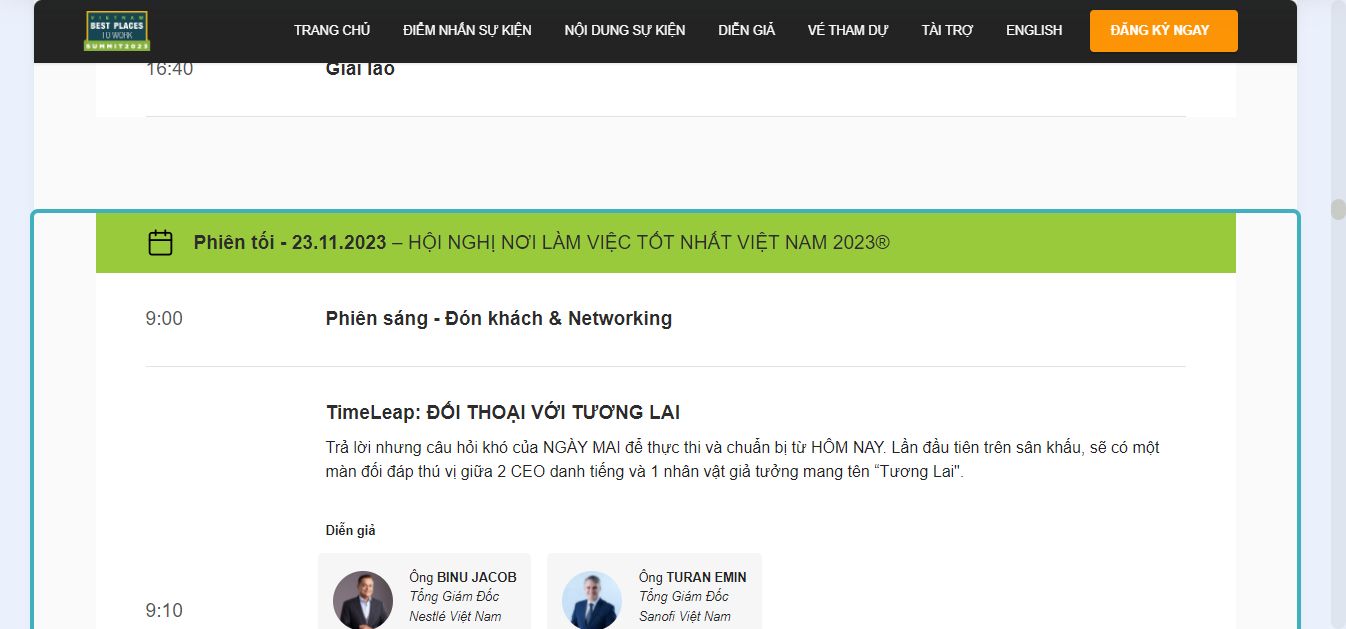 VIETNAM
BEST PLACES
TO WORK
SUMMIT2023
TRANG CHỦ ĐIỂM NHẤN SỰ KIỆN NỘI DUNG SỰ KIỆN DIỄN GIẢ VÉ THAM DỰ TÀI TRỢ ENGLISH ĐĂNG KÝ NGAY
16:40 Giải lao
Phiên tối - 23.11.2023 – HỘI NGHỊ NƠI LÀM VIỆC TỐT NHẤT VIỆT NAM 2023®
9:00 Phiên sáng - Đón khách & Networking
TimeLeap: ĐỐI THOẠI VỚI TƯƠNG LAI
Trả lời nhưng câu hỏi khó của NGÀY MAI để thực thi và chuẩn bị từ HÔM NAY. Lần đầu tiên trên sân khấu, sẽ có một
màn đối đáp thú vị giữa 2 CEO danh tiếng và 1 nhân vật giả tưởng mang tên “Tương Lai".
Diễn giả
Ông BINU JACOB
Tổng Giám Đốc
Nestlé Việt Nam
Ông TURAN EMIN
Tổng Giám Đốc
Sanofi Việt Nam
9:10